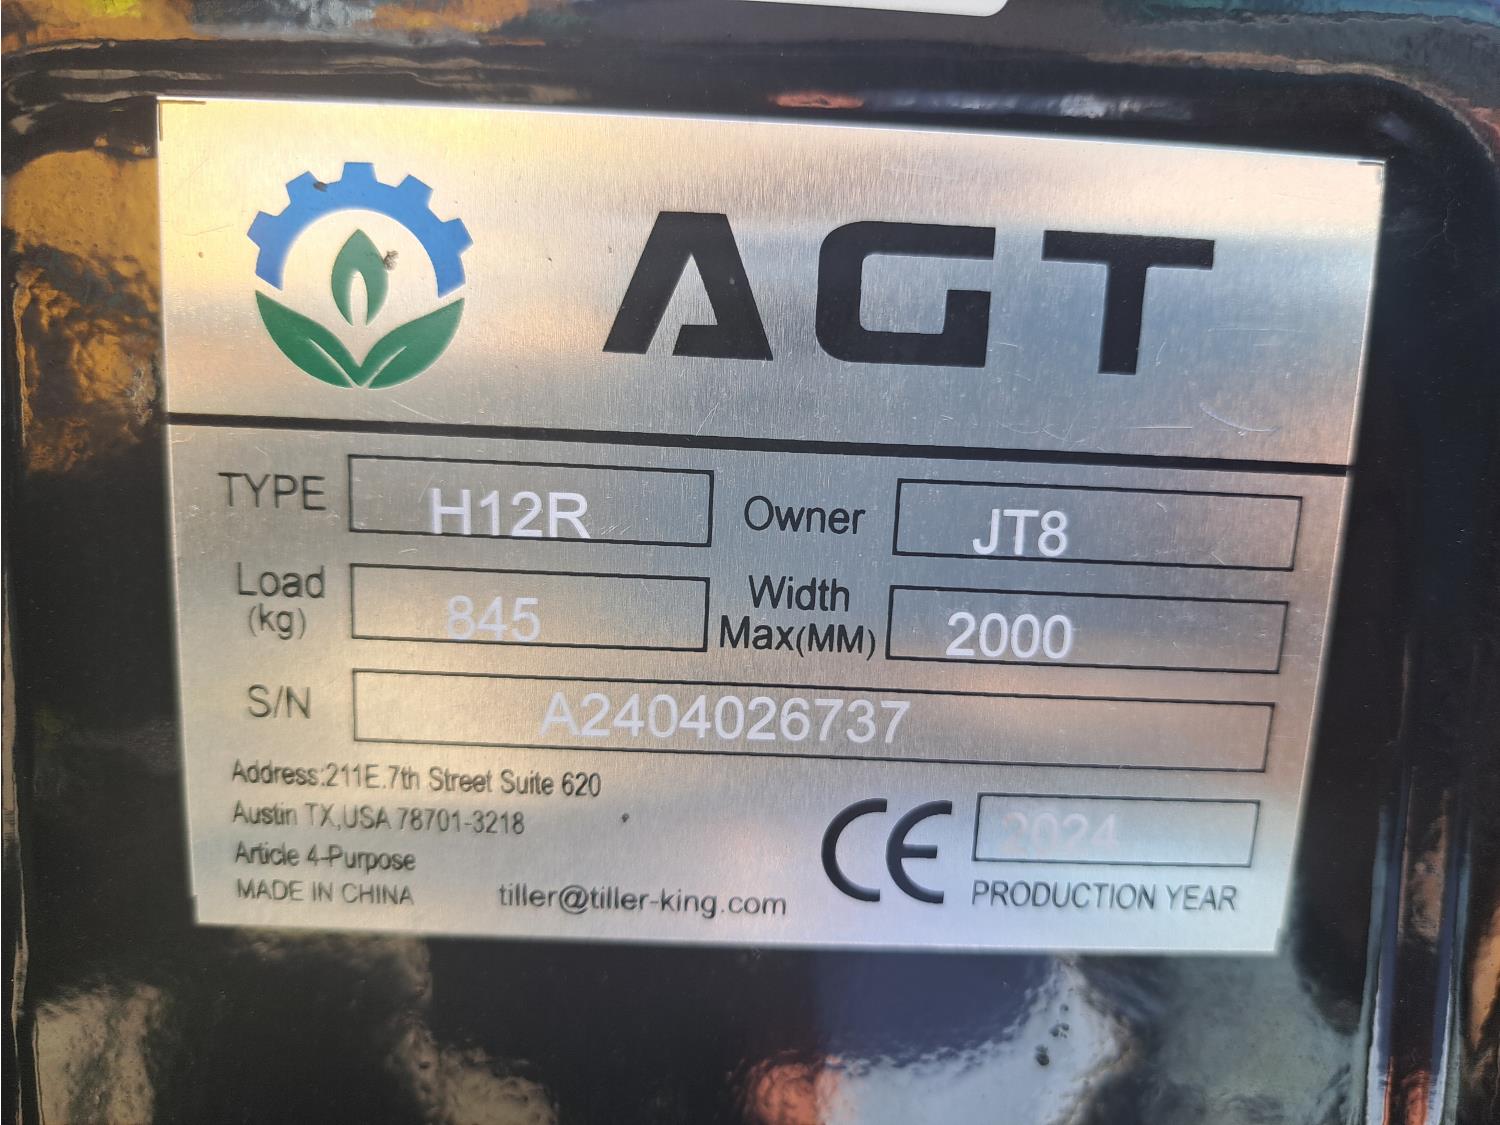 AGT
TYPE H12R Owner JT8
Load (kg) 845 Width Max(MM) 2000
S/N A2404026737
Address:211E.7th Street Suite 620
Austin TX,USA 78701-3218
Article 4-Purpose
MADE IN CHINA tiller@tiller-king.com
CE 2024
PRODUCTION YEAR